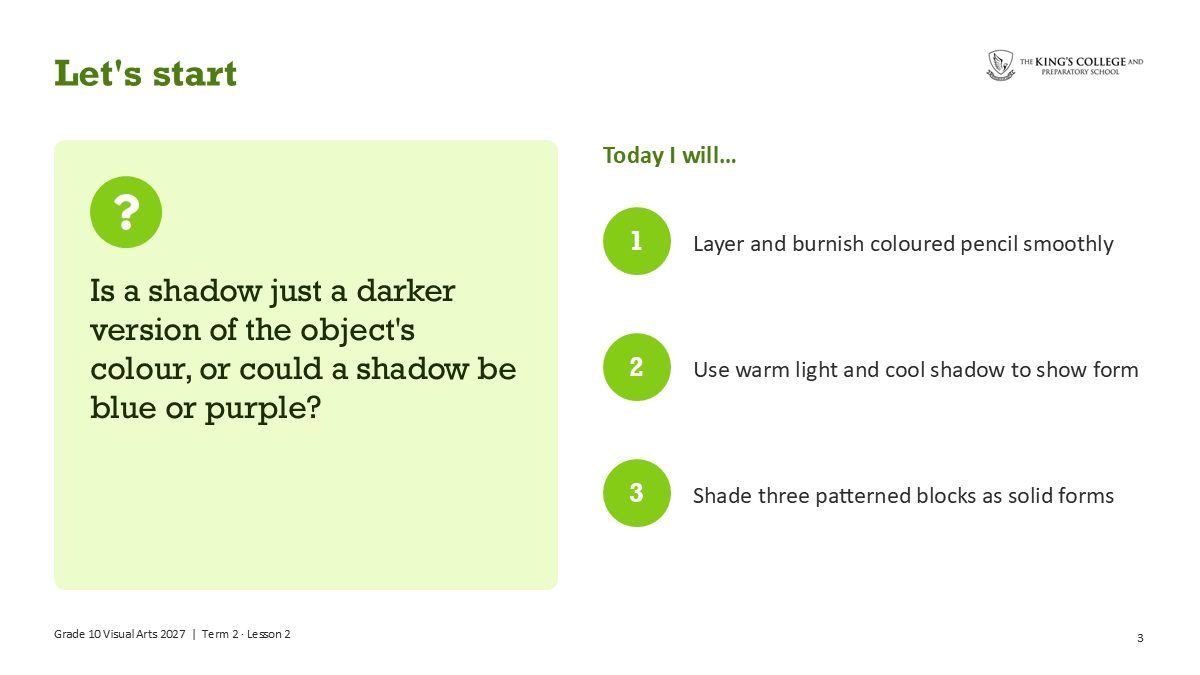 Let's start
THE KING'S COLLEGE AND
PREPARATORY SCHOOL
?
Is a shadow just a darker
version of the object's
colour, or could a shadow be
blue or purple?
Today I will...
1
Layer and burnish coloured pencil smoothly
2
Use warm light and cool shadow to show form
3
Shade three patterned blocks as solid forms
Grade 10 Visual Arts 2027 | Term 2 · Lesson 2
3